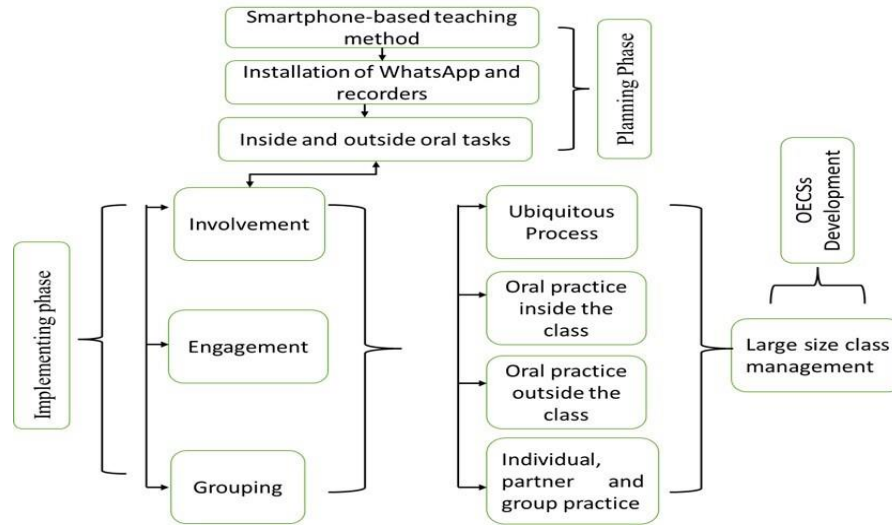 Smartphone-based teaching
method
Installation of WhatsApp and
recorders
Inside and outside oral tasks
Planning Phase
Implementing phase
Involvement
Engagement
Grouping
Ubiquitous
Process
Oral practice
inside the
class
Oral practice
outside the
class
Individual,
partner and
group practice
Large size class
management
OECSs
Development